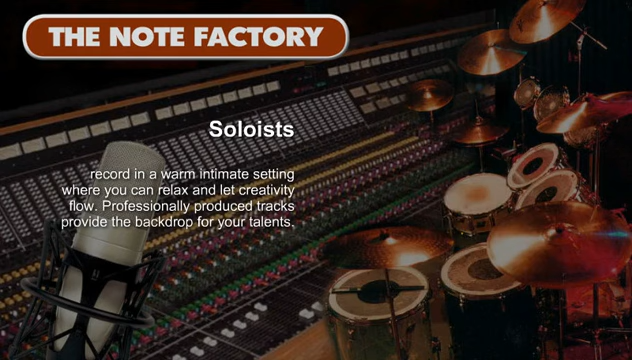 THE NOTE FACTORY
Soloists
record in a warm intimate setting
where you can relax and let creativity
flow. Professionally produced tracks
provide the backdrop for your talents.